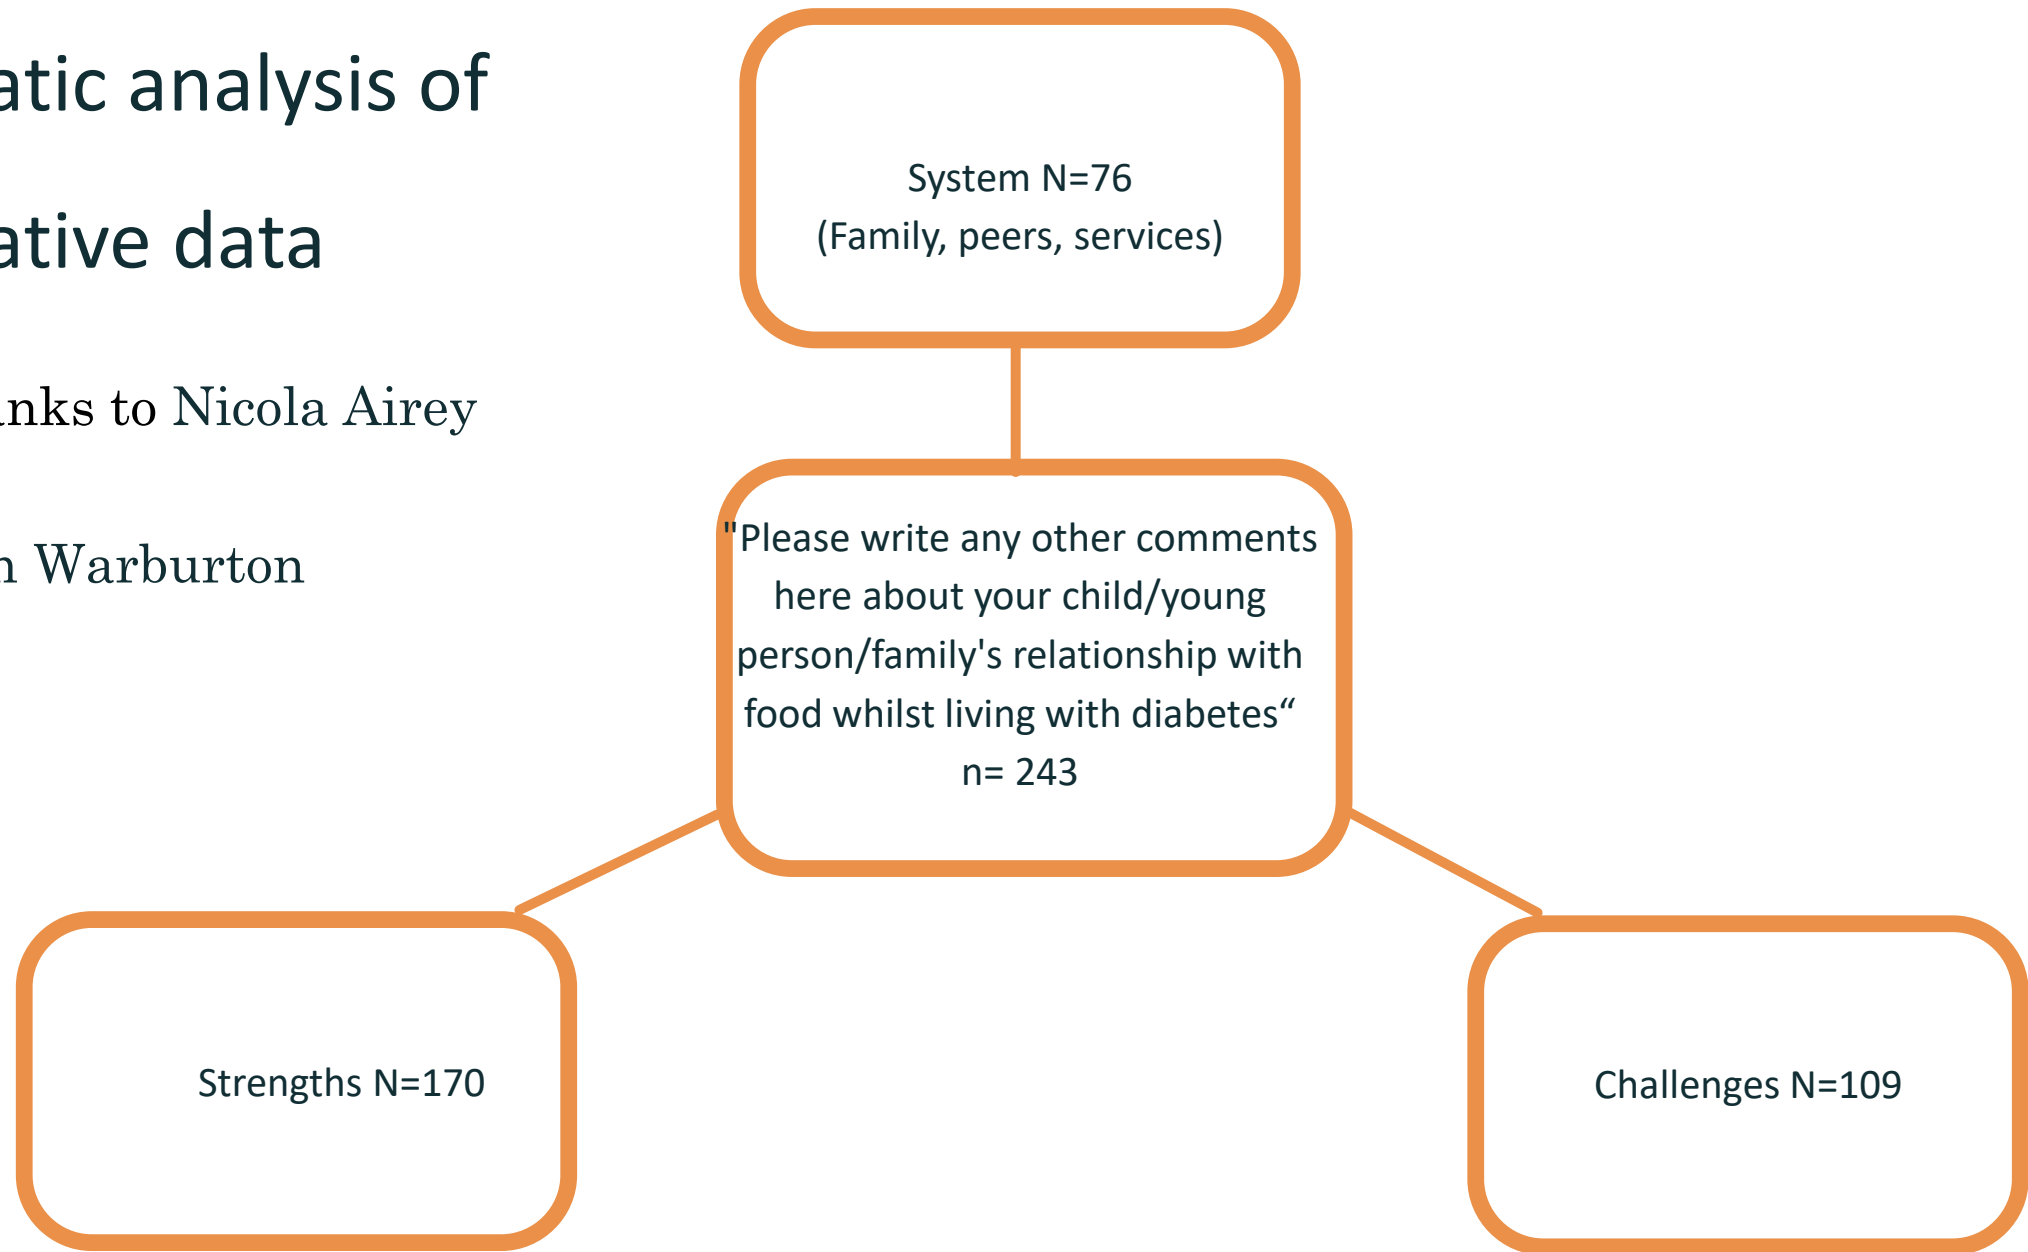 atic analysis of
ative data
anks to Nicola Airey
n Warburton
System N=76
(Family, peers, services)
"Please write any other comments
here about your child/young
person/family's relationship with
food whilst living with diabetes“
n= 243
Strengths N=170
Challenges N=109